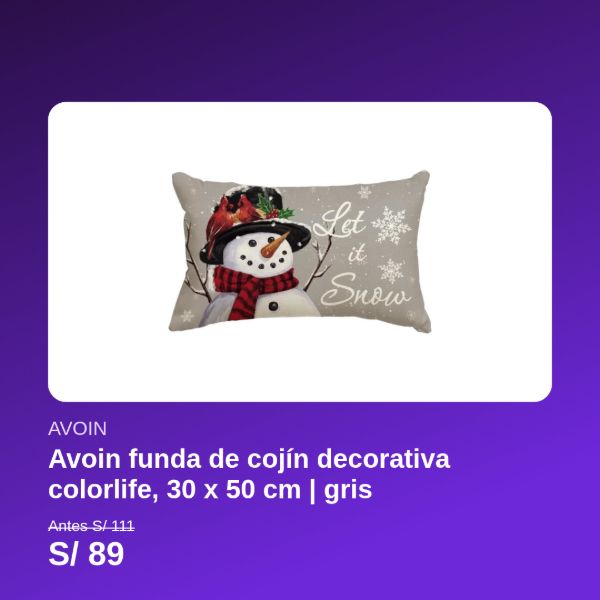 Let
it
Snow
AVOIN
Avoin funda de cojín decorativa
colorlife, 30 x 50 cm | gris
Antes S/ 111
S/ 89